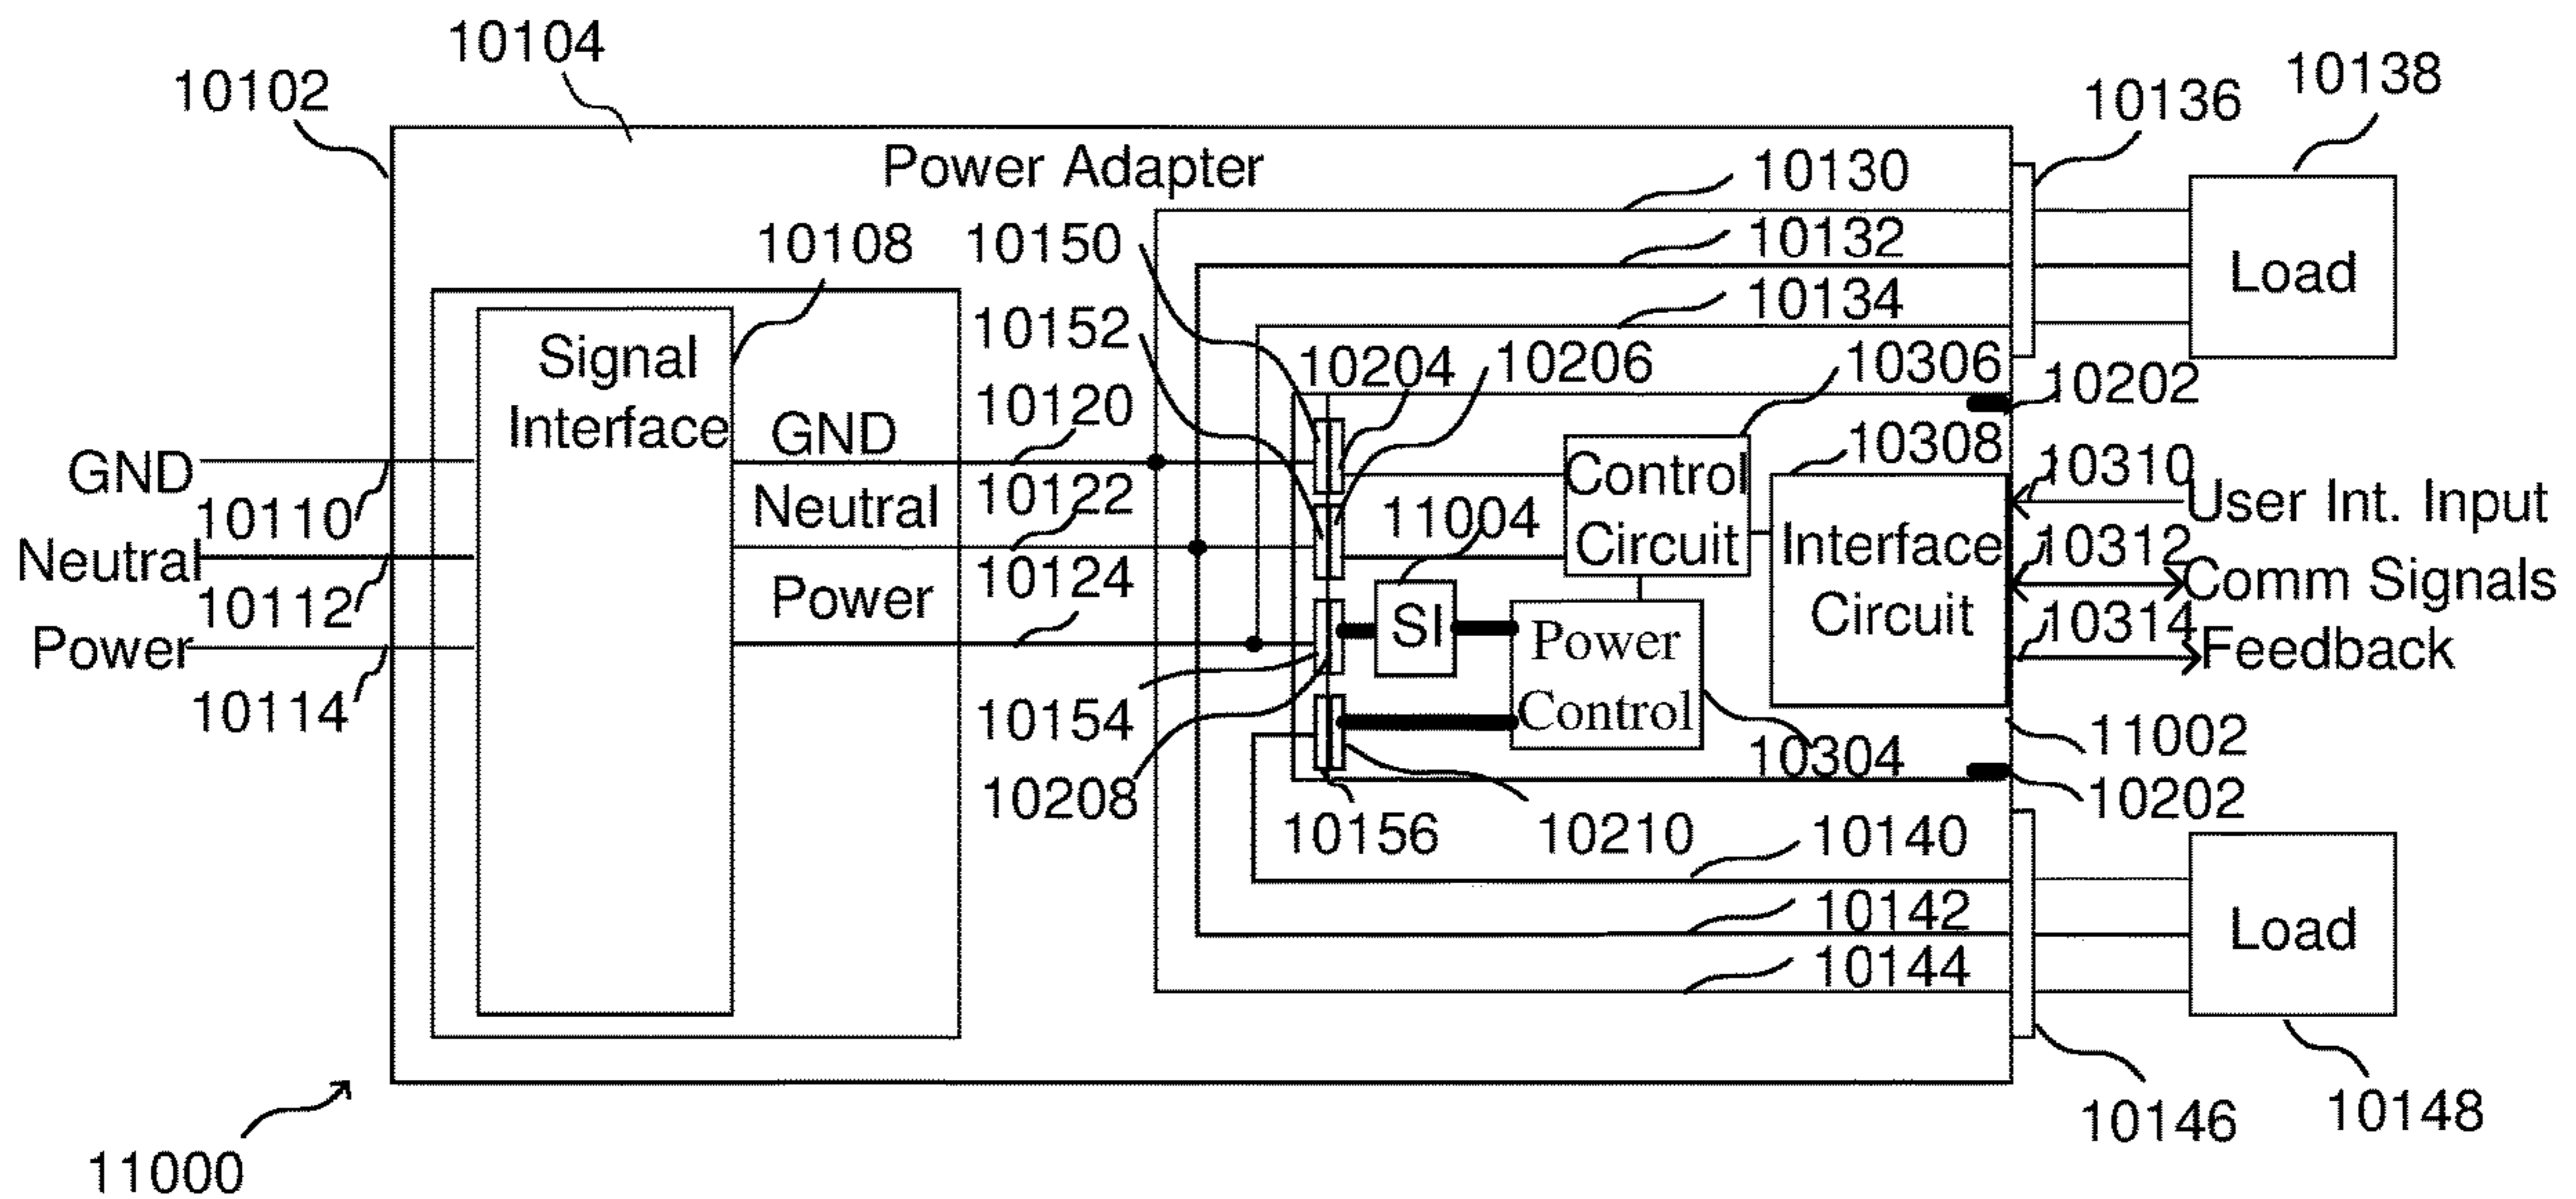 10104
10102
10138
10136
Power Adapter
10130
10150
10132
10108
Load
10134
10152
Signal
Interface
10204
10206
10306
10202
10120
GND
GND
10308
10310
10110
Neutral
10122
Control
Circuit
User Int. Input
11004
Neutral
10112
10124
Interface
Circuit
10312
Comm Signals
Power
Power
SI
Power
Control
10314
Feedback
10114
10154
11002
10304
10208
10202
10156
10210
10140
10142
Load
10144
10146
10148
11000